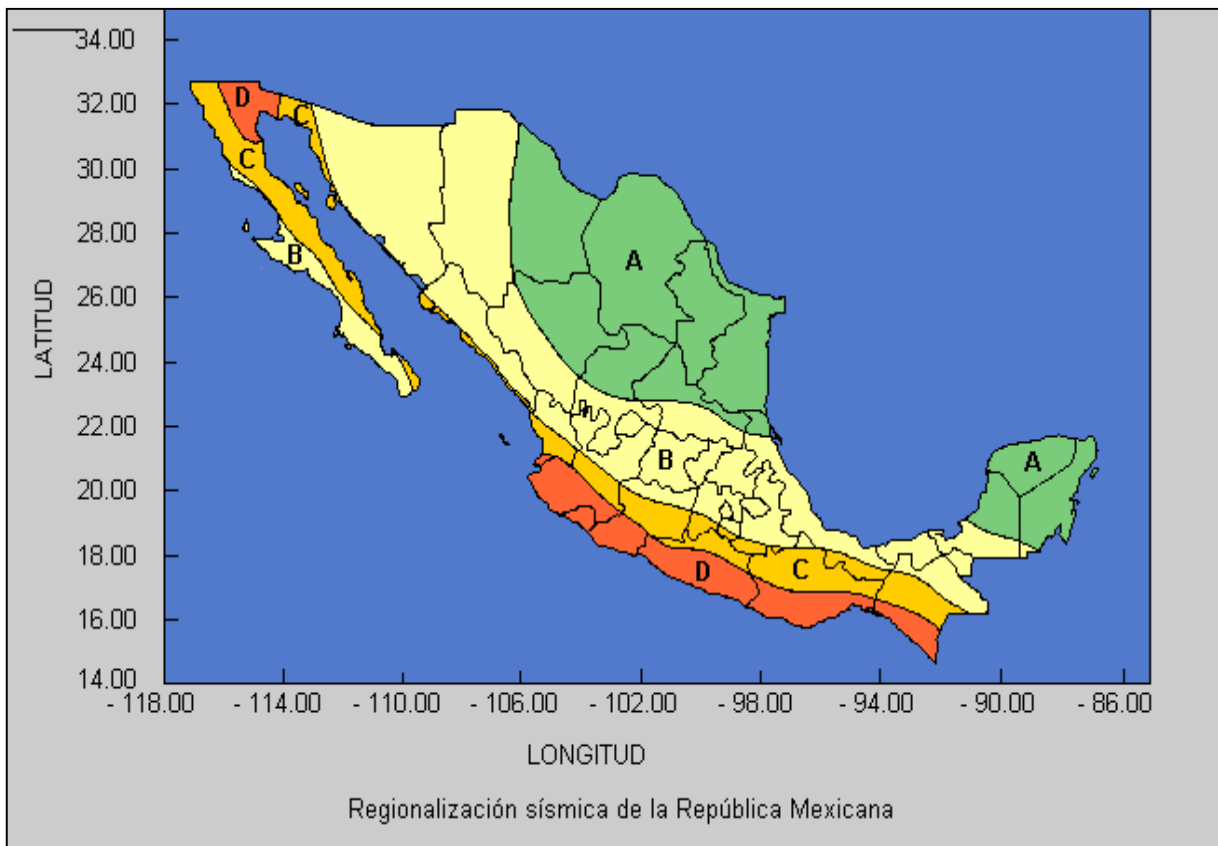 34.00
32.00
30.00
28.00
26.00
24.00
22.00
20.00
18.00
16.00
14.00
LATITUD
D
C
C
B
A
B
A
D
C
- 118.00 - 114.00 - 110.00 - 106.00 - 102.00 - 98.00 - 94.00 - 90.00 - 86.00
LONGITUD
Regionalización sísmica de la República Mexicana